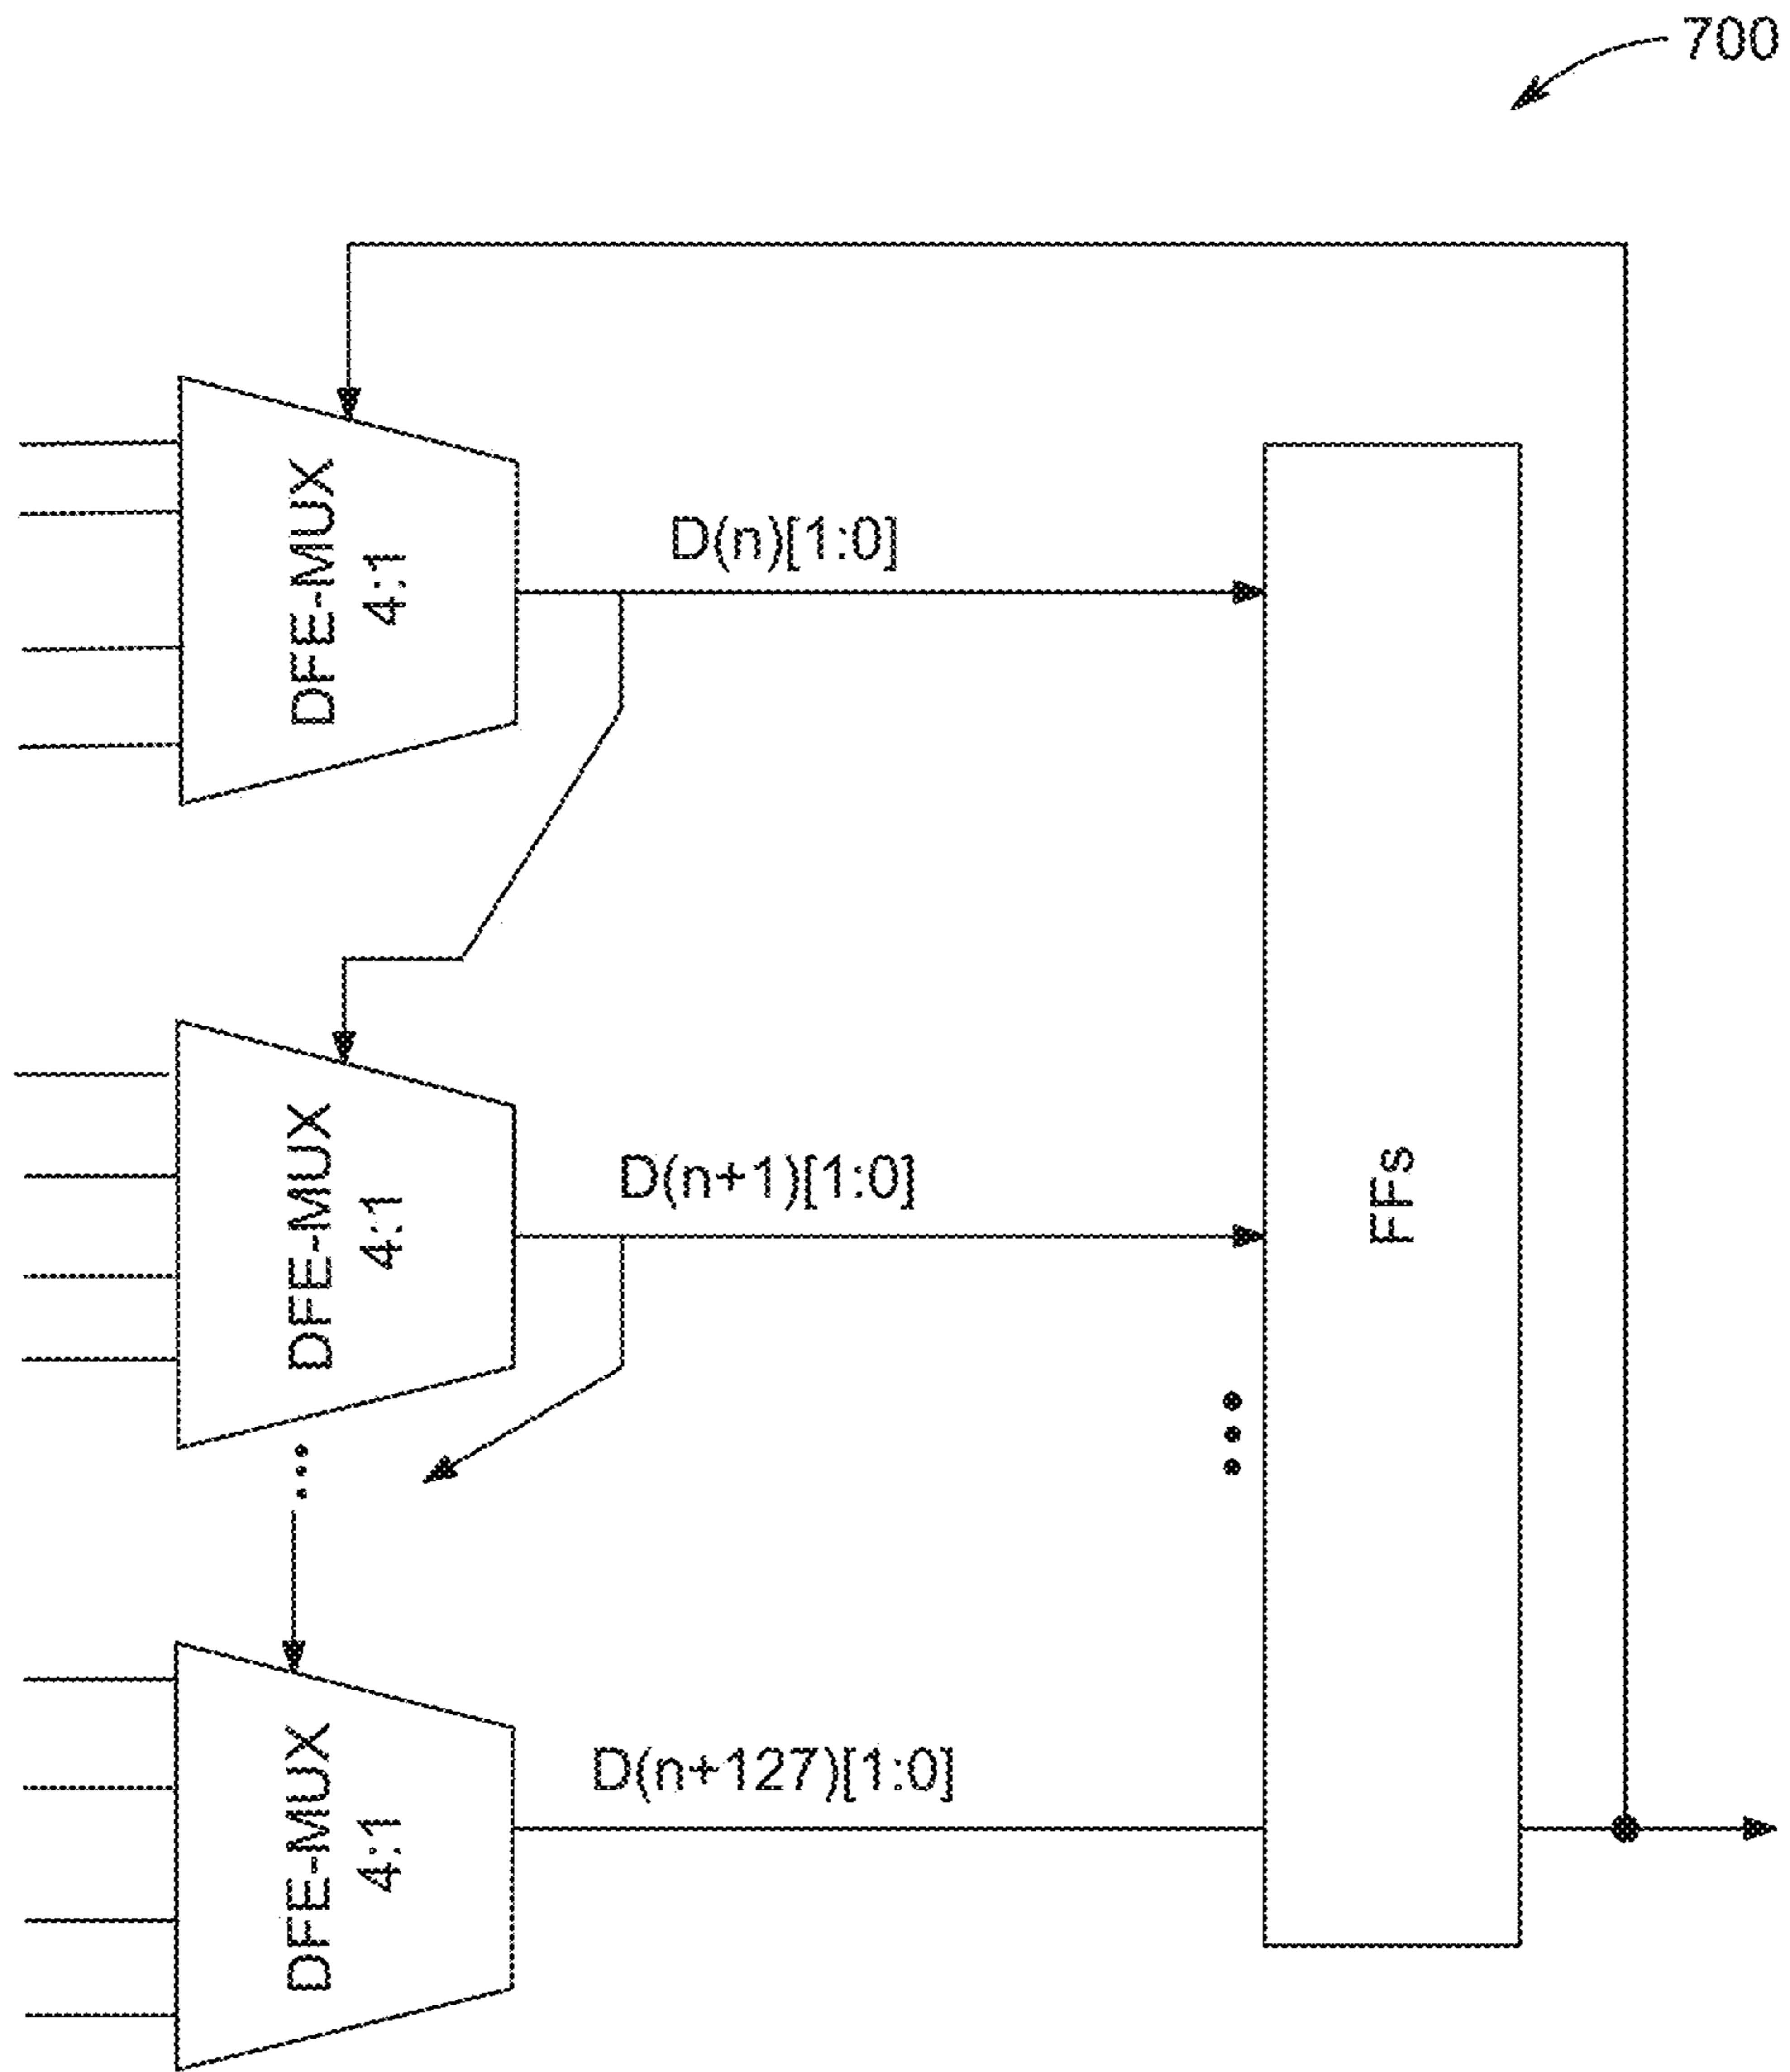 700
DFE-MUX
4:1
D(n)[1:0]
DFE-MUX
4:1
D(n+1)[1:0]
FFs
DFE-MUX
4:1
D(n+127)[1:0]